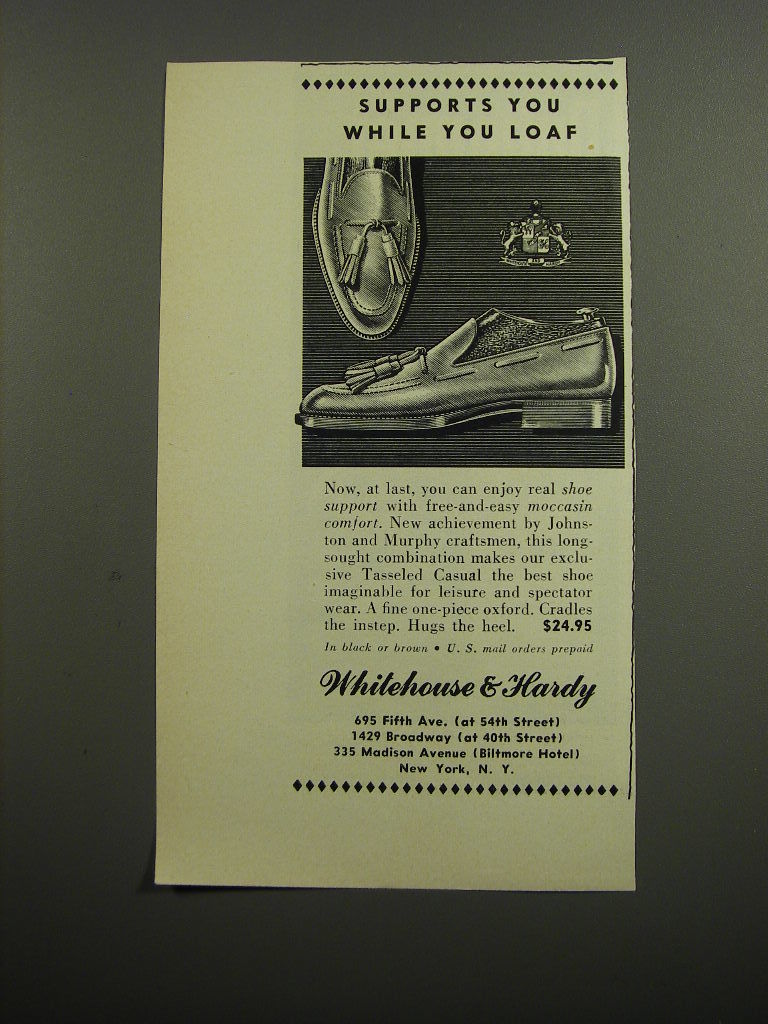 SUPPORTS YOU
WHILE YOU LOAF
Now, at last, you can enjoy real shoe
support with free-and-easy moccasin
comfort. New achievement by Johns-
ton and Murphy craftsmen, this long-
sought combination makes our exclu-
sive Tasseled Casual the best shoe
imaginable for leisure and spectator
wear. A fine one-piece oxford. Cradles
the instep. Hugs the heel. $24.95
In black or brown • U. S. mail orders prepaid
Whitehouse & Hardy
695 Fifth Ave. (at 54th Street)
1429 Broadway (at 40th Street)
335 Madison Avenue (Biltmore Hotel)
New York, N. Y.